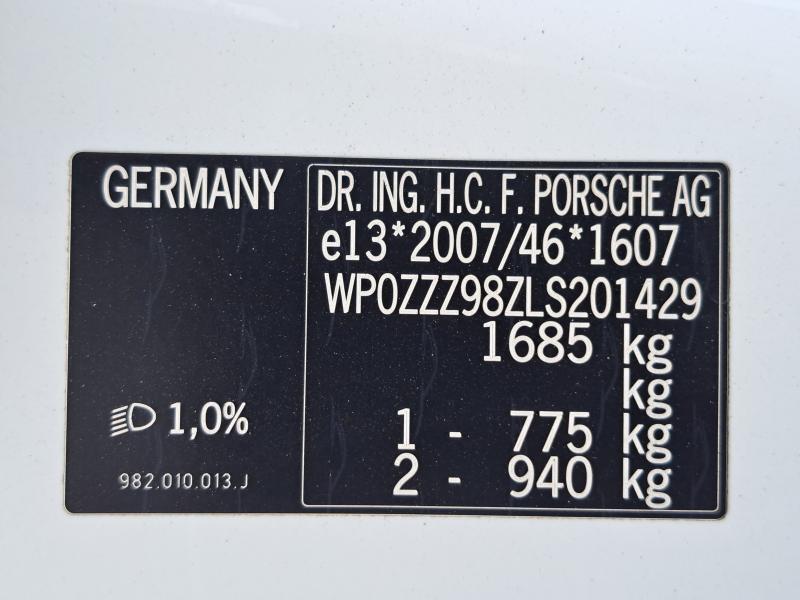 GERMANY
1,0%
982.010.013.J
DR. ING. H.C. F. PORSCHE AG
e13*2007/46*1607
WP0ZZZ98ZLS201429
1685 kg
kg
1 - 775 kg
2 - 940 kg